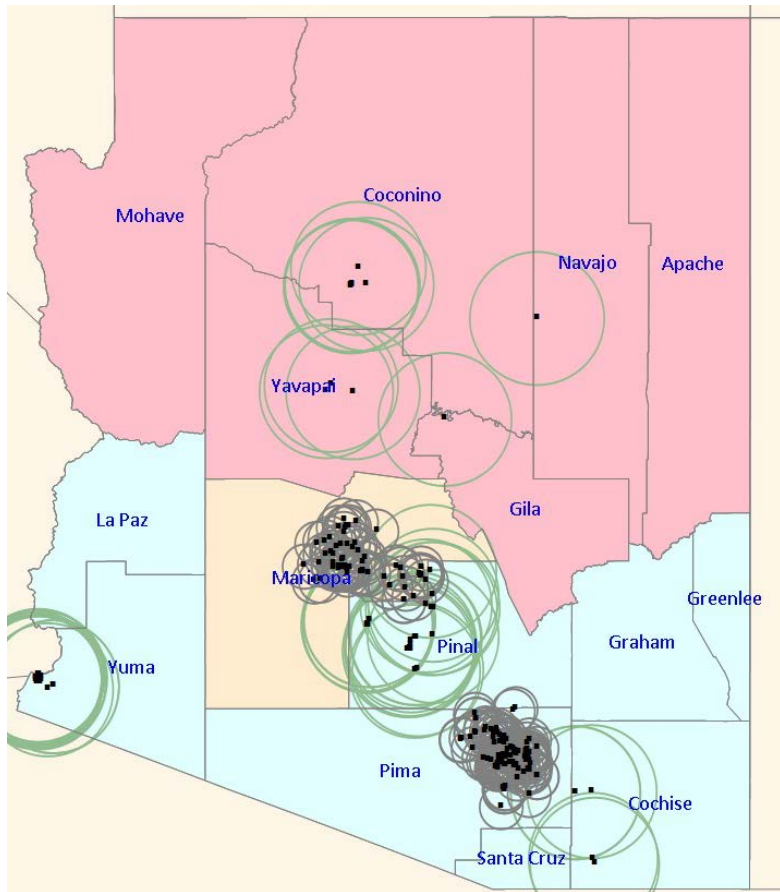 Coconino
Mohave
Navajo
Apache
Yavapai
Gila
La Paz
Maricopa
Greenlee
Graham
Pinal
Yuma
Pima
Cochise
Santa Cruz